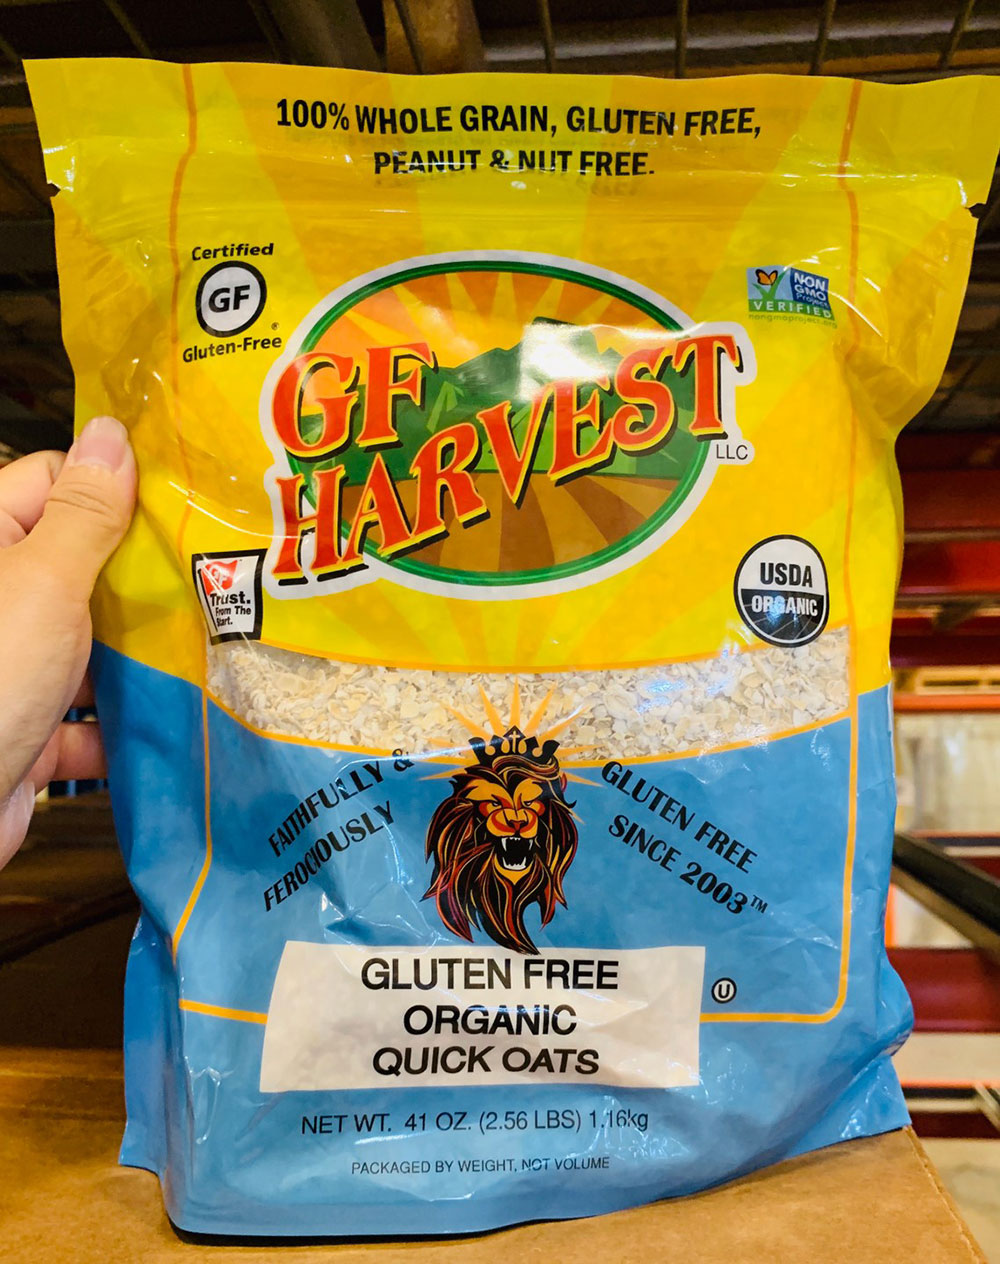 100% WHOLE GRAIN, GLUTEN FREE,
PEANUT & NUT FREE.
Certified
GF
®
Gluten-Free
NON
GMO
Project
VERIFIED
nongmoproject.org
GF
HARVEST
LLC
Trust.
From The
Start.
USDA
ORGANIC
FAITHFULLY &
FEROCIOUSLY
GLUTEN FREE
SINCE 2003™
GLUTEN FREE
ORGANIC
QUICK OATS
U
NET WT. 41 OZ. (2.56 LBS) 1.16kg
PACKAGED BY WEIGHT, NOT VOLUME